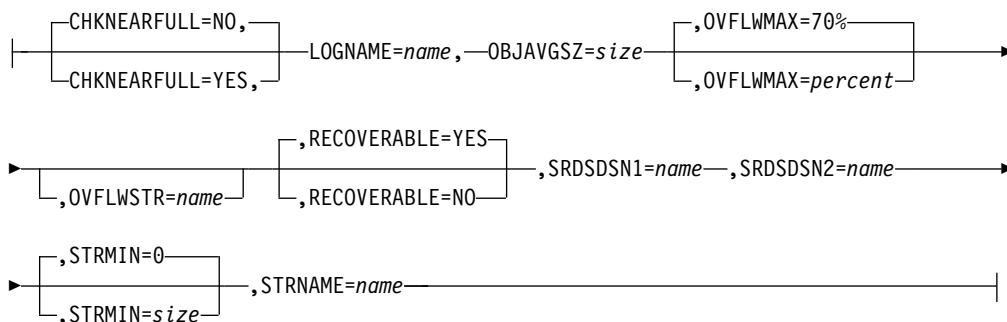 CHKNEARFULL=NO,
CHKNEARFULL=YES,
LOGNAME=name, OBJAVGSZ=size
,OVFLWMAX=70%
,OVFLWMAX=percent
,OVFLWSTR=name
,RECOVERABLE=YES
,RECOVERABLE=NO
,SRDSDSN1=name ,SRDSDSN2=name
,STRMIN=0
,STRMIN=size
,STRNAME=name